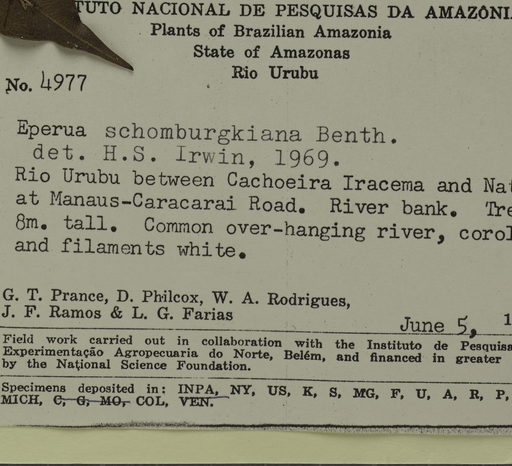 TUTO NACIONAL DE PESQUISAS DA AMAZÔNI
Plants of Brazilian Amazonia
State of Amazonas
Rio Urubu
No. 4977
Eperua schomburgkiana Benth.
det. H.S. Irwin, 1969.
Rio Urubu between Cachoeira Iracema and Nat
at Manaus-Caracarai Road. River bank. Tre
8m. tall. Common over-hanging river, corol
and filaments white.
G. T. Prance, D. Philcox, W. A. Rodrigues,
J. F. Ramos & L. G. Farias
June 5, 1
Field work carried out in collaboration with the Instituto de Pesquisa
Experimentação Agropecuaria do Norte, Belém, and financed in greater
by the National Science Foundation.
Specimens deposited in: INPA, NY, US, K, S, MG, F, U, A, R, P,
MICH, C, G, MO, COL, VEN.